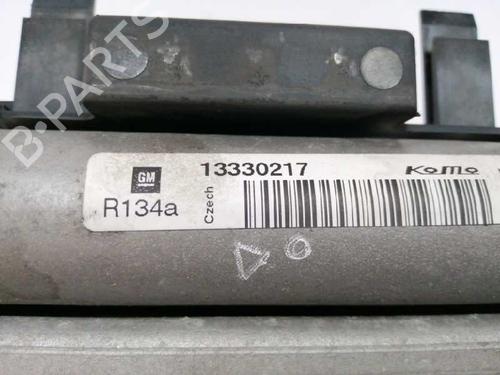 B-PARTS
GM
13330217
KOMO
R134a
Czech